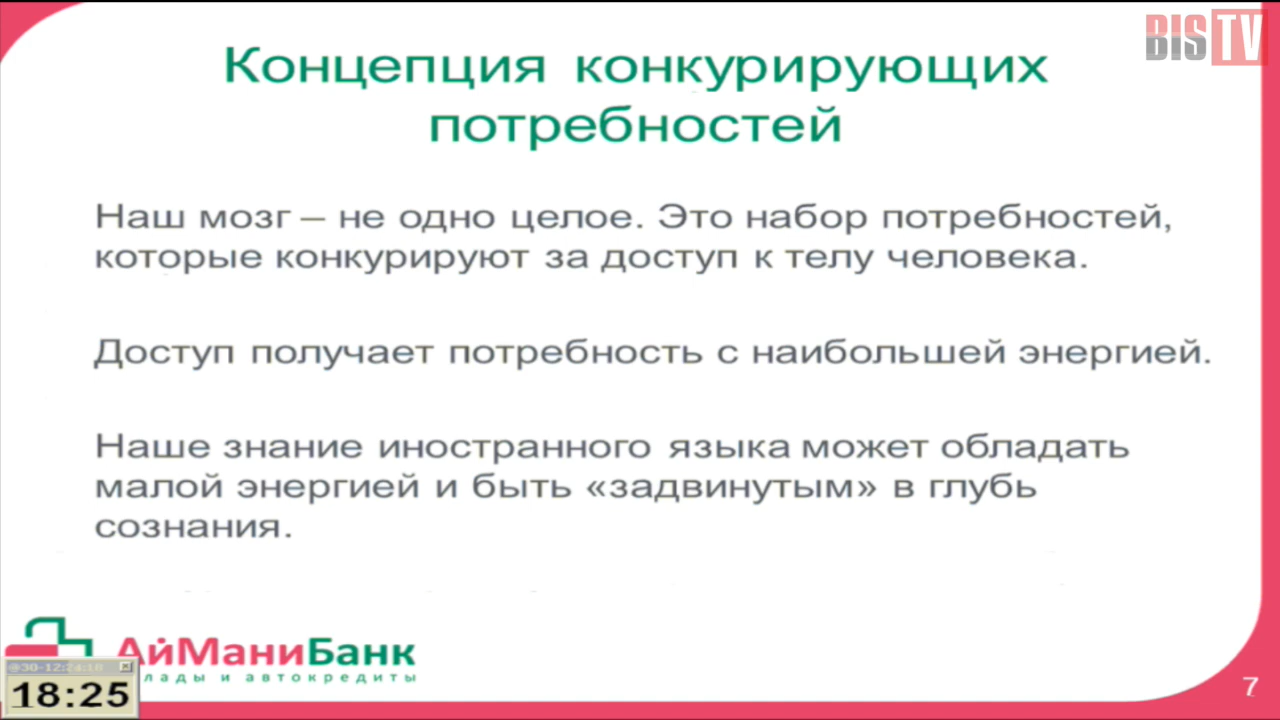 BIS TV
Концепция конкурирующих
потребностей
Наш мозг – не одно целое. Это набор потребностей,
которые конкурируют за доступ к телу человека.
Доступ получает потребность с наибольшей энергией.
Наше знание иностранного языка может обладать
малой энергией и быть «задвинутым» в глубь
сознания.
АйМаниБанк
лады и автокредиты
18:25
7